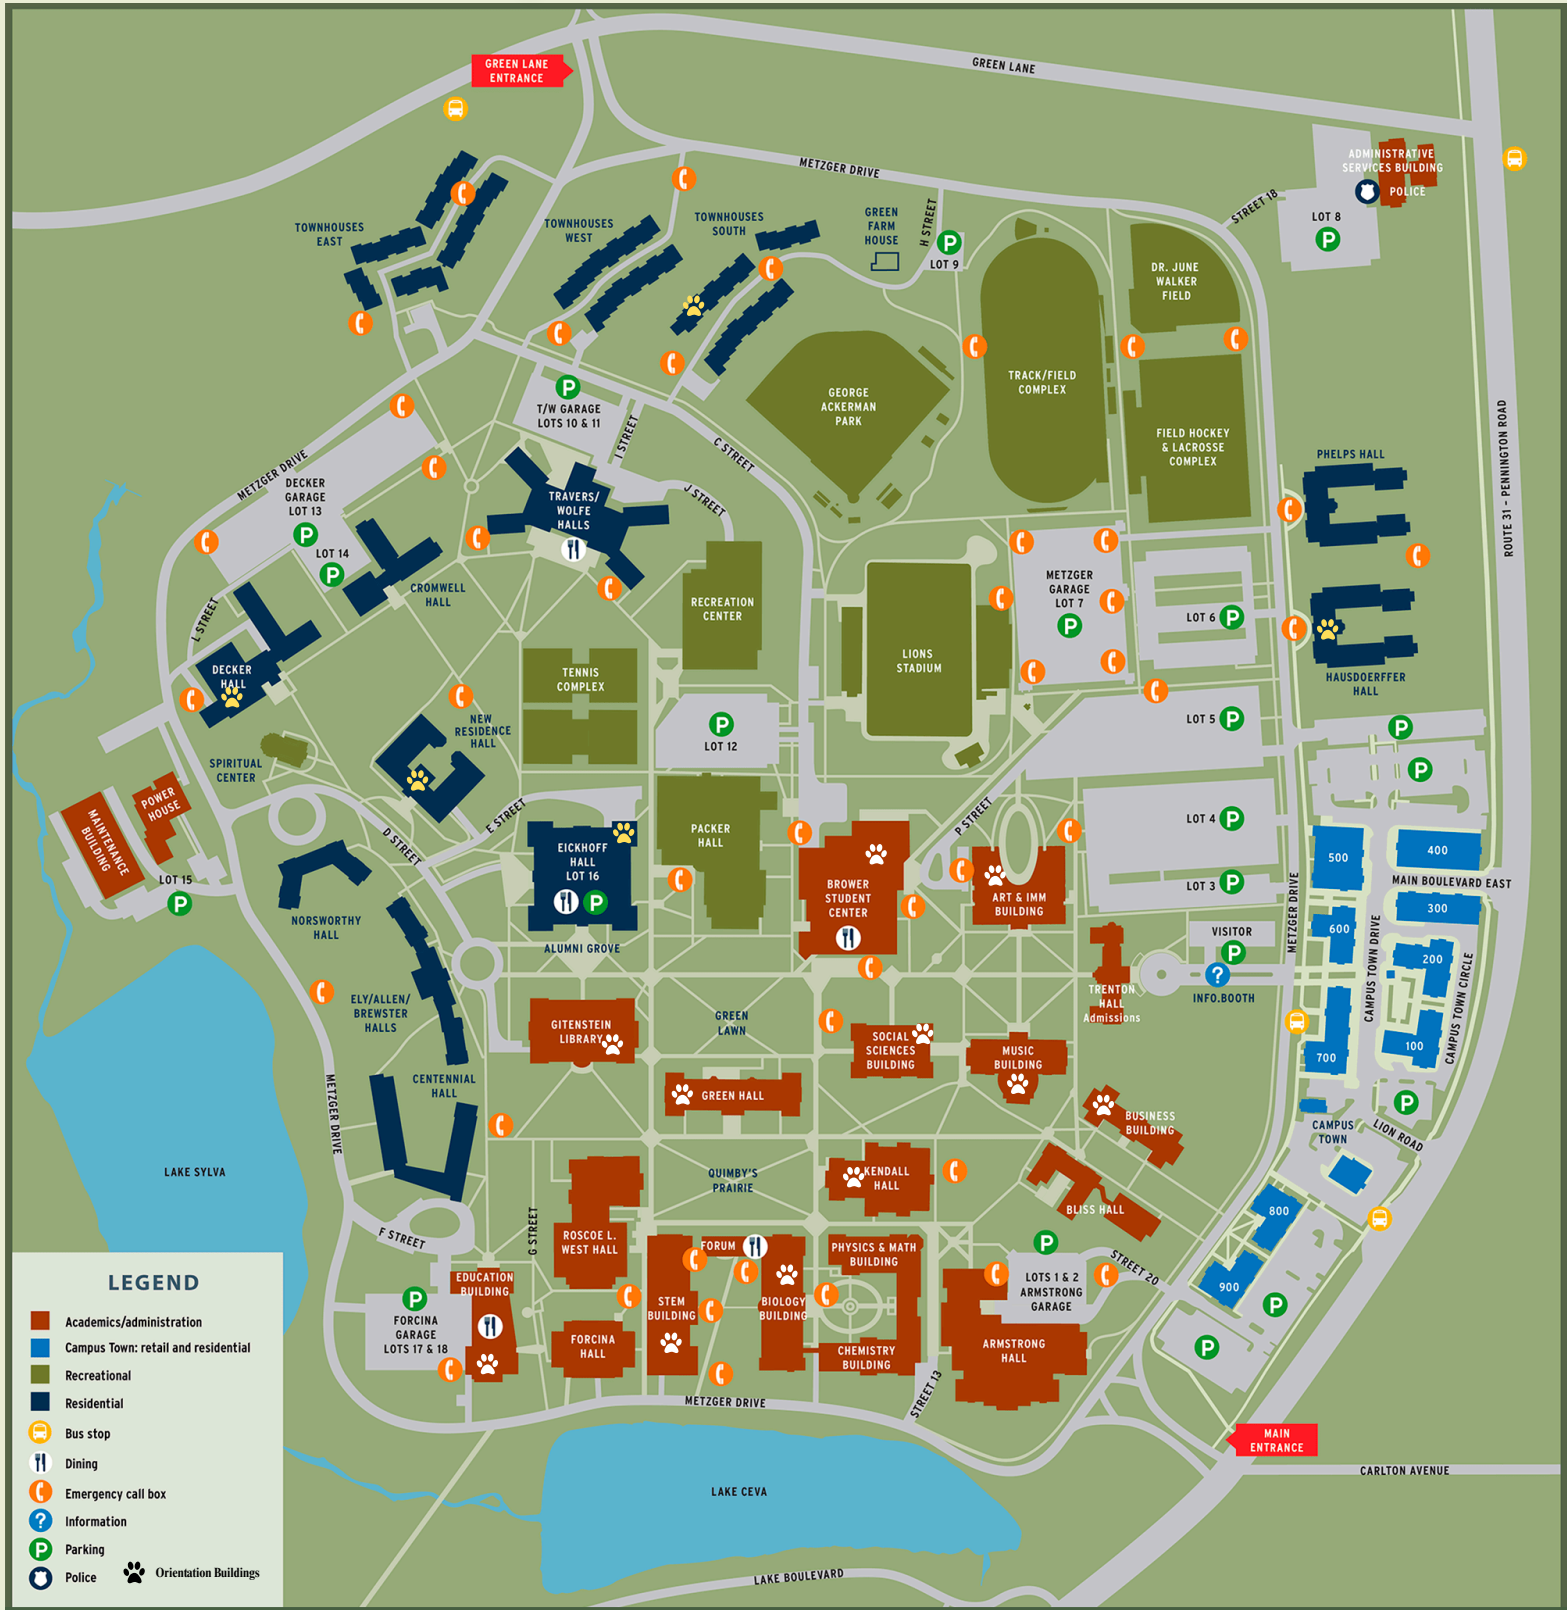 GREEN LANE
ENTRANCE
GREEN LANE
METZGER DRIVE
ADMINISTRATIVE
SERVICES BUILDING
POLICE
STREET 18
LOT 8
P
TOWNHOUSES
EAST
TOWNHOUSES
WEST
TOWNHOUSES
SOUTH
GREEN
FARM
HOUSE
H STREET
P
LOT 9
DR. JUNE
WALKER
FIELD
TRACK/FIELD
COMPLEX
GEORGE
ACKERMAN
PARK
FIELD HOCKEY
& LACROSSE
COMPLEX
P
T/W GARAGE
LOTS 10 & 11
I STREET
C STREET
J STREET
METZGER DRIVE
DECKER
GARAGE
LOT 13
P
LOT 14
P
TRAVERS/
WOLFE
HALLS
PHELPS HALL
ROUTE 31 - PENNINGTON ROAD
CROMWELL
HALL
L STREET
RECREATION
CENTER
METZGER
GARAGE
LOT 7
P
LOT 6
P
DECKER
HALL
TENNIS
COMPLEX
LIONS
STADIUM
HAUSDOERFFER
HALL
NEW
RESIDENCE
HALL
P
LOT 12
LOT 5
P
P
P
SPIRITUAL
CENTER
MAINTENANCE
BUILDING
POWER
HOUSE
D STREET
E STREET
P STREET
LOT 4
P
PACKER
HALL
EICKHOFF
HALL
LOT 16
P
BROWER
STUDENT
CENTER
ART & IMM
BUILDING
LOT 3
P
500
400
MAIN BOULEVARD EAST
300
LOT 15
P
NORSWORTHY
HALL
ALUMNI GROVE
VISITOR
P
METZGER DRIVE
600
CAMPUS TOWN DRIVE
200
CAMPUS TOWN CIRCLE
?
INFO.BOOTH
TRENTON
HALL
Admissions
ELY/ALLEN/
BREWSTER
HALLS
GITENSTEIN
LIBRARY
GREEN
LAWN
SOCIAL
SCIENCES
BUILDING
MUSIC
BUILDING
700
100
CENTENNIAL
HALL
GREEN HALL
BUSINESS
BUILDING
P
CAMPUS
TOWN
LION ROAD
METZGER DRIVE
LAKE SYLVA
QUIMBY'S
PRAIRIE
KENDALL
HALL
BLISS HALL
800
F STREET
G STREET
ROSCOE L.
WEST HALL
FORUM
PHYSICS & MATH
BUILDING
P
LOTS 1 & 2
ARMSTRONG
GARAGE
STREET 20
900
P
EDUCATION
BUILDING
P
FORCINA
GARAGE
LOTS 17 & 18
STEM
BUILDING
BIOLOGY
BUILDING
FORCINA
HALL
CHEMISTRY
BUILDING
ARMSTRONG
HALL
P
STREET 13
METZGER DRIVE
MAIN
ENTRANCE
CARLTON AVENUE
LAKE CEVA
LAKE BOULEVARD
LEGEND
Academics/administration
Campus Town: retail and residential
Recreational
Residential
Bus stop
Dining
Emergency call box
? Information
P Parking
Police
Orientation Buildings